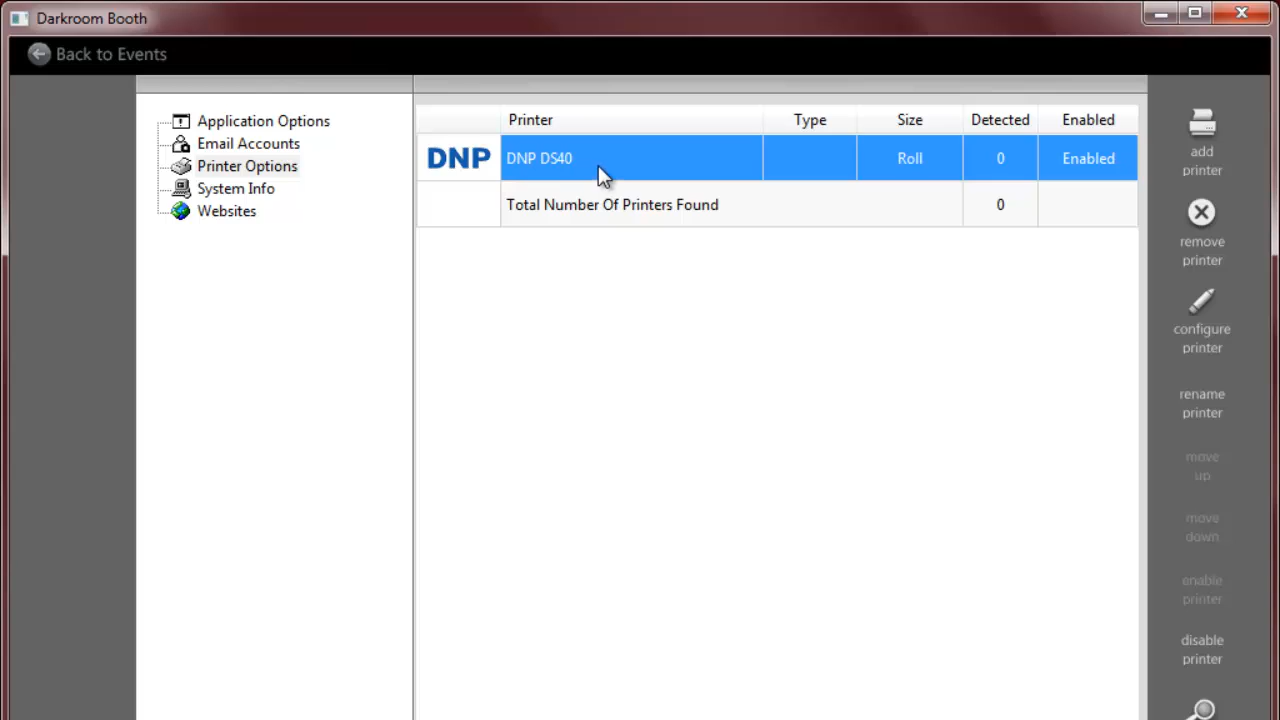 Darkroom Booth
Back to Events
Application Options
Email Accounts
Printer Options
System Info
Websites
Printer Type Size Detected Enabled
DNP DNP DS40 Roll 0 Enabled
Total Number Of Printers Found 0
add
printer
remove
printer
configure
printer
rename
printer
move
up
move
down
enable
printer
disable
printer